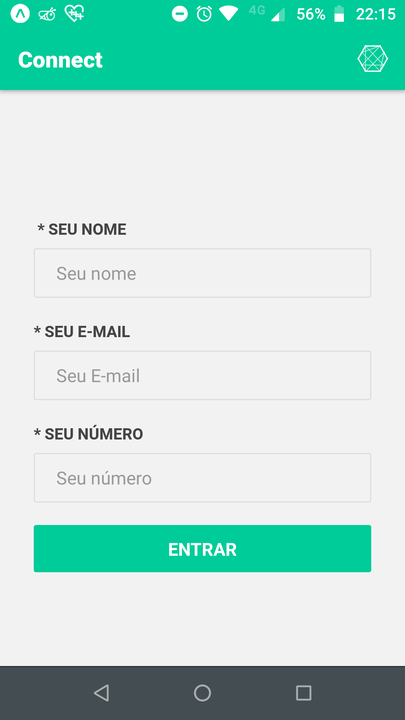 4G 56% 22:15
Connect
* SEU NOME
Seu nome
* SEU E-MAIL
Seu E-mail
* SEU NÚMERO
Seu número
ENTRAR